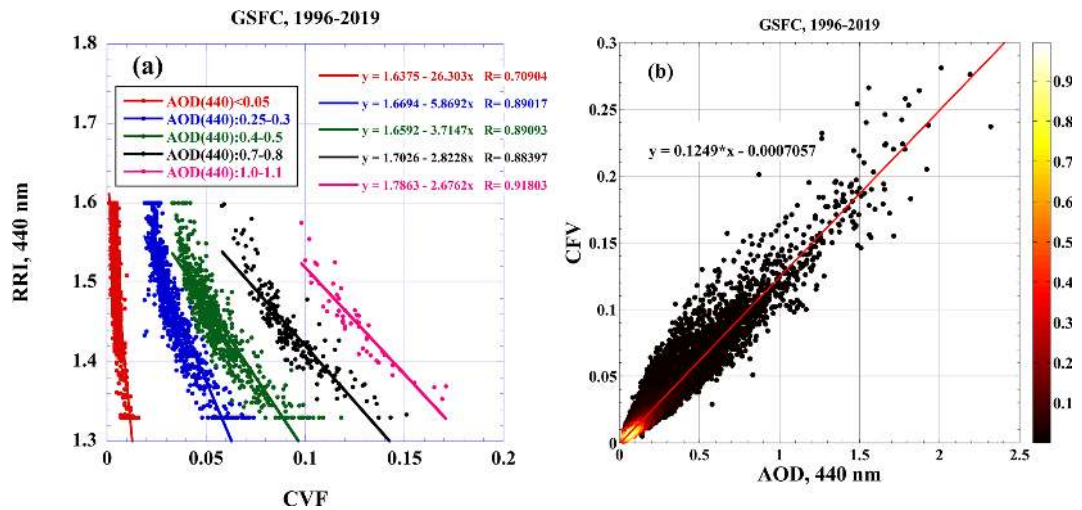 GSFC, 1996-2019
(a)
y = 1.6375 - 26.303x R= 0.70904
y = 1.6694 - 5.8692x R= 0.89017
y = 1.6592 - 3.7147x R= 0.89093
y = 1.7026 - 2.8228x R= 0.88397
y = 1.7863 - 2.6762x R= 0.91803
AOD(440)<0.05
AOD(440):0.25-0.3
AOD(440):0.4-0.5
AOD(440):0.7-0.8
AOD(440):1.0-1.1
RRI, 440 nm
1.8
1.7
1.6
1.5
1.4
1.3
0 0.05 0.1 0.15 0.2
CVF
GSFC, 1996-2019
(b)
y = 0.1249*x - 0.0007057
CFV
0.3
0.25
0.2
0.15
0.1
0.05
0
0 0.5 1 1.5 2 2.5
AOD, 440 nm
0.9
0.8
0.7
0.6
0.5
0.4
0.3
0.2
0.1